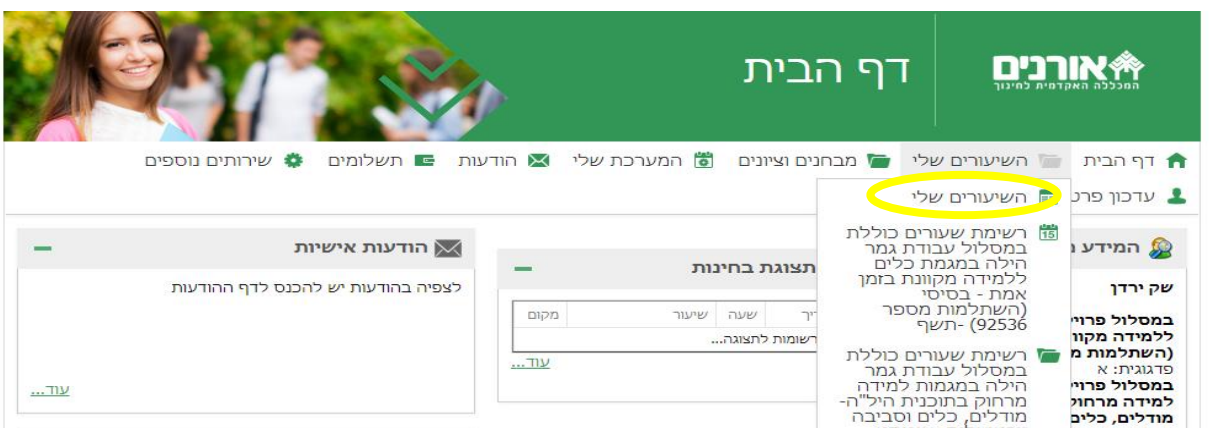 אורנים
המכללה האקדמית לחינוך
דף הבית
דף הבית השיעורים שלי מבחנים וציונים המערכת שלי הודעות תשלומים שירותים נוספים
עדכון פרט
השיעורים שלי
רשימת שעורים כוללת
במסלול עבודת גמר
הילה במגמת כלים
ללמידה מקוונת בזמן
אמת - בסיסי
(השתלמות מספר
92536) -תשף
רשימת שעורים כוללת
במסלול עבודת גמר
הילה במגמות למידה
מרחוק בתוכנית היל"ה-
מודלים, כלים וסביבה
המידע
שק ירדן
במסלול פרוי
ללמידה מקוו
(השתלמות מ
פדגוגית: א
במסלול פרוי
למידה מרחוק
מודלים, כלים
תצוגת בחינות
יך שעה שיעור מקום
רשומות לתצוגה...
עוד...
הודעות אישיות
לצפיה בהודעות יש להכנס לדף ההודעות
עוד...